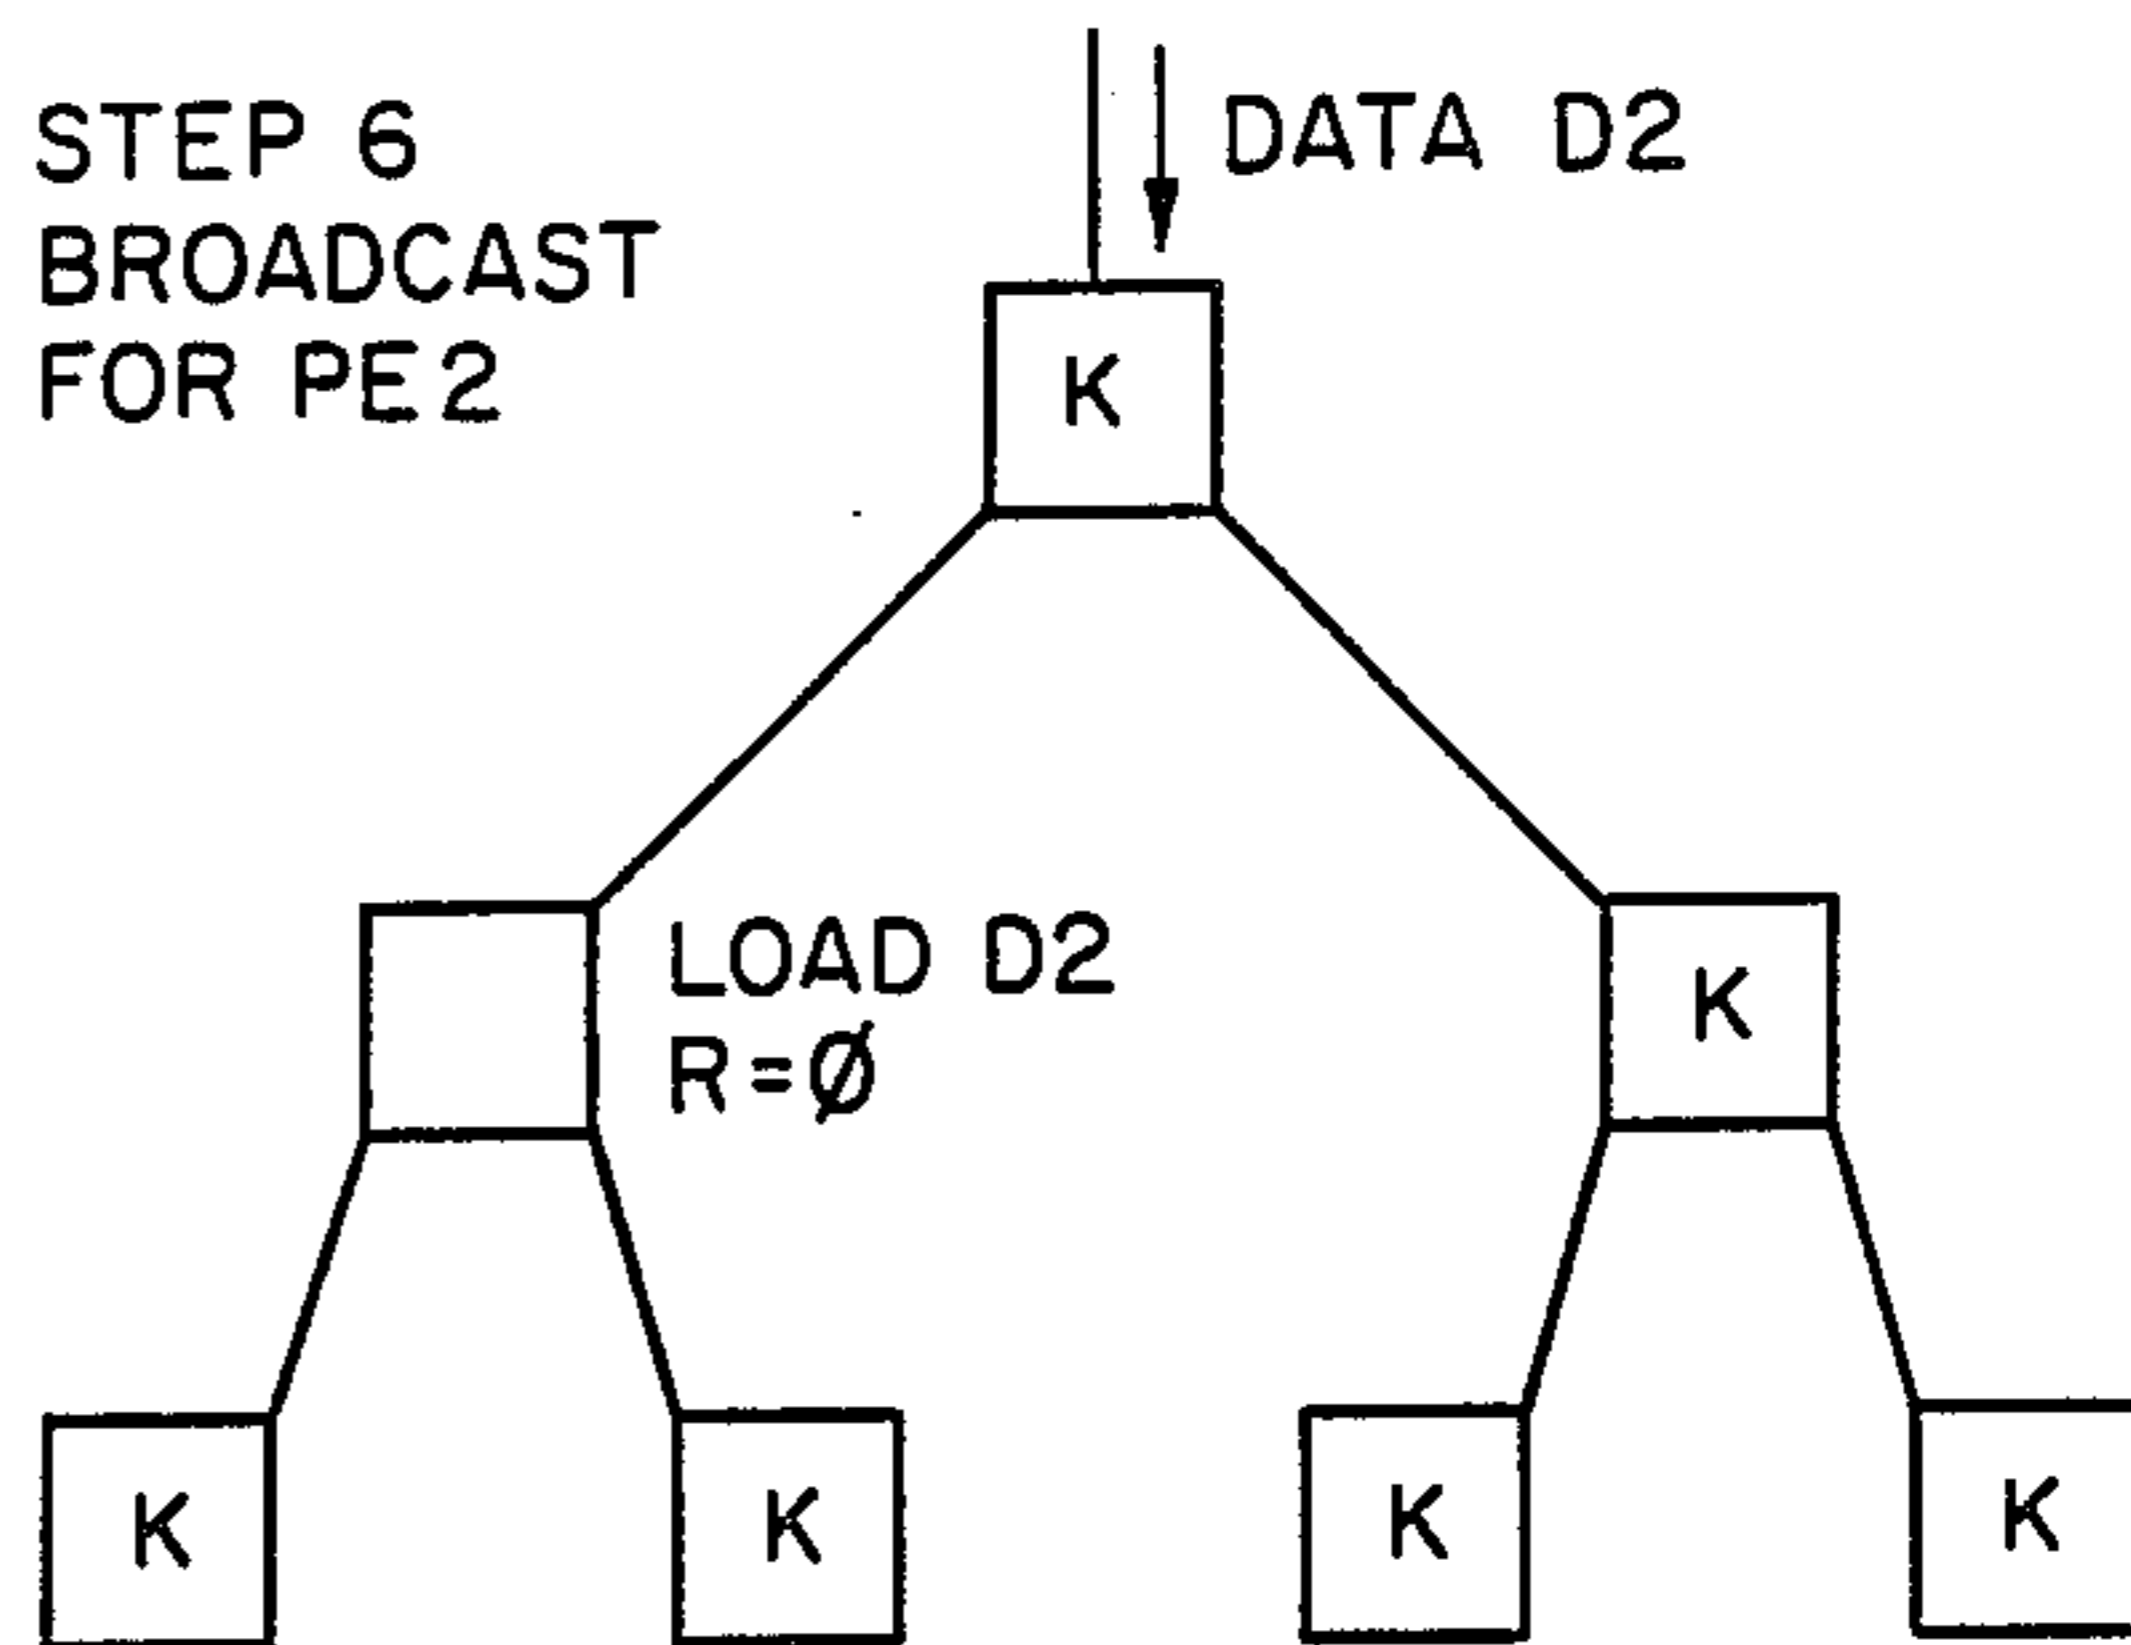 STEP 6
BROADCAST
FOR PE2
DATA D2
K
LOAD D2
R=Ø
K
K
K
K
K